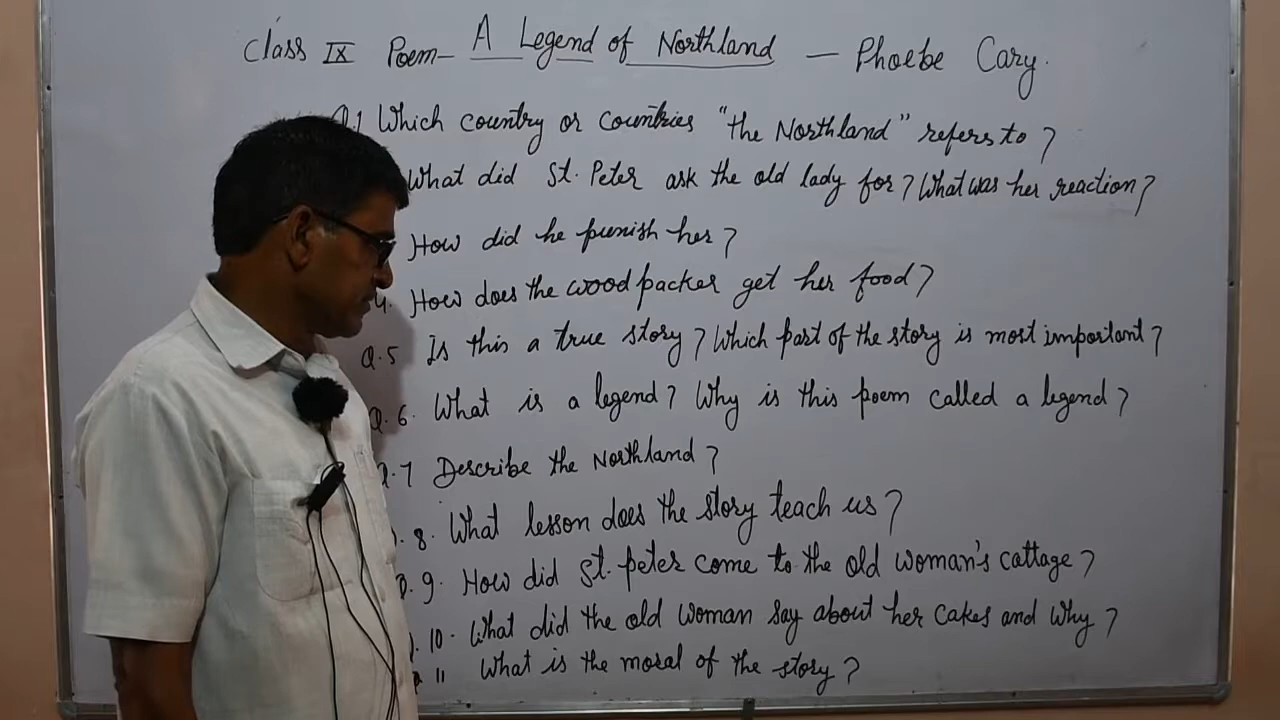 Class IX Poem- A Legend of Northland - Phoebe Cary.
Q1 Which country or countries "the Northland" refers to?
What did St. Peter ask the old lady for? What was her reaction?
How did he punish her?
4. How does the wood packer get her food?
Q.5 Is this a true story? Which part of the story is most important?
Q.6. What is a legend? Why is this poem called a legend?
Q.7 Describe the Northland?
8. What lesson does the story teach us?
Q.9. How did St. Peter come to the old woman's cattage?
10. What did the old woman say about her cakes and Why?
Q 11 What is the moral of the story?